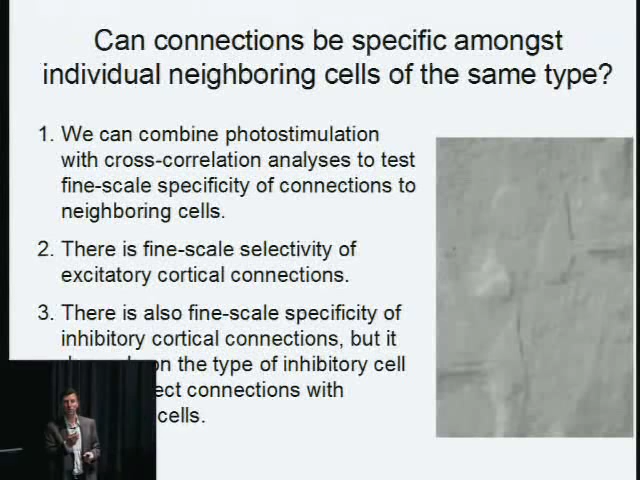 Can connections be specific amongst
individual neighboring cells of the same type?
1. We can combine photostimulation
with cross-correlation analyses to test
fine-scale specificity of connections to
neighboring cells.
2. There is fine-scale selectivity of
excitatory cortical connections.
3. There is also fine-scale specificity of
inhibitory cortical connections, but it
on the type of inhibitory cell
connections with
cells.